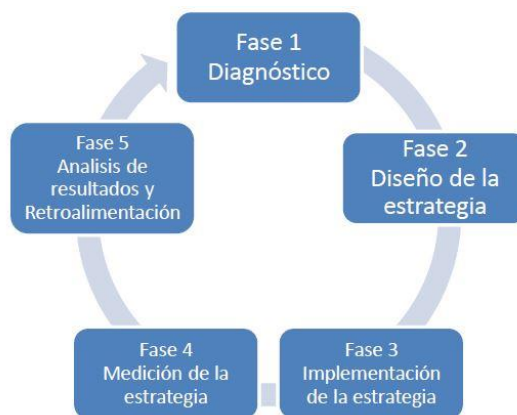 Fase 1
Diagnóstico
Fase 2
Diseño de la
estrategia
Fase 3
Implementación
de la estrategia
Fase 4
Medición de la
estrategia
Fase 5
Analisis de
resultados y
Retroalimentación